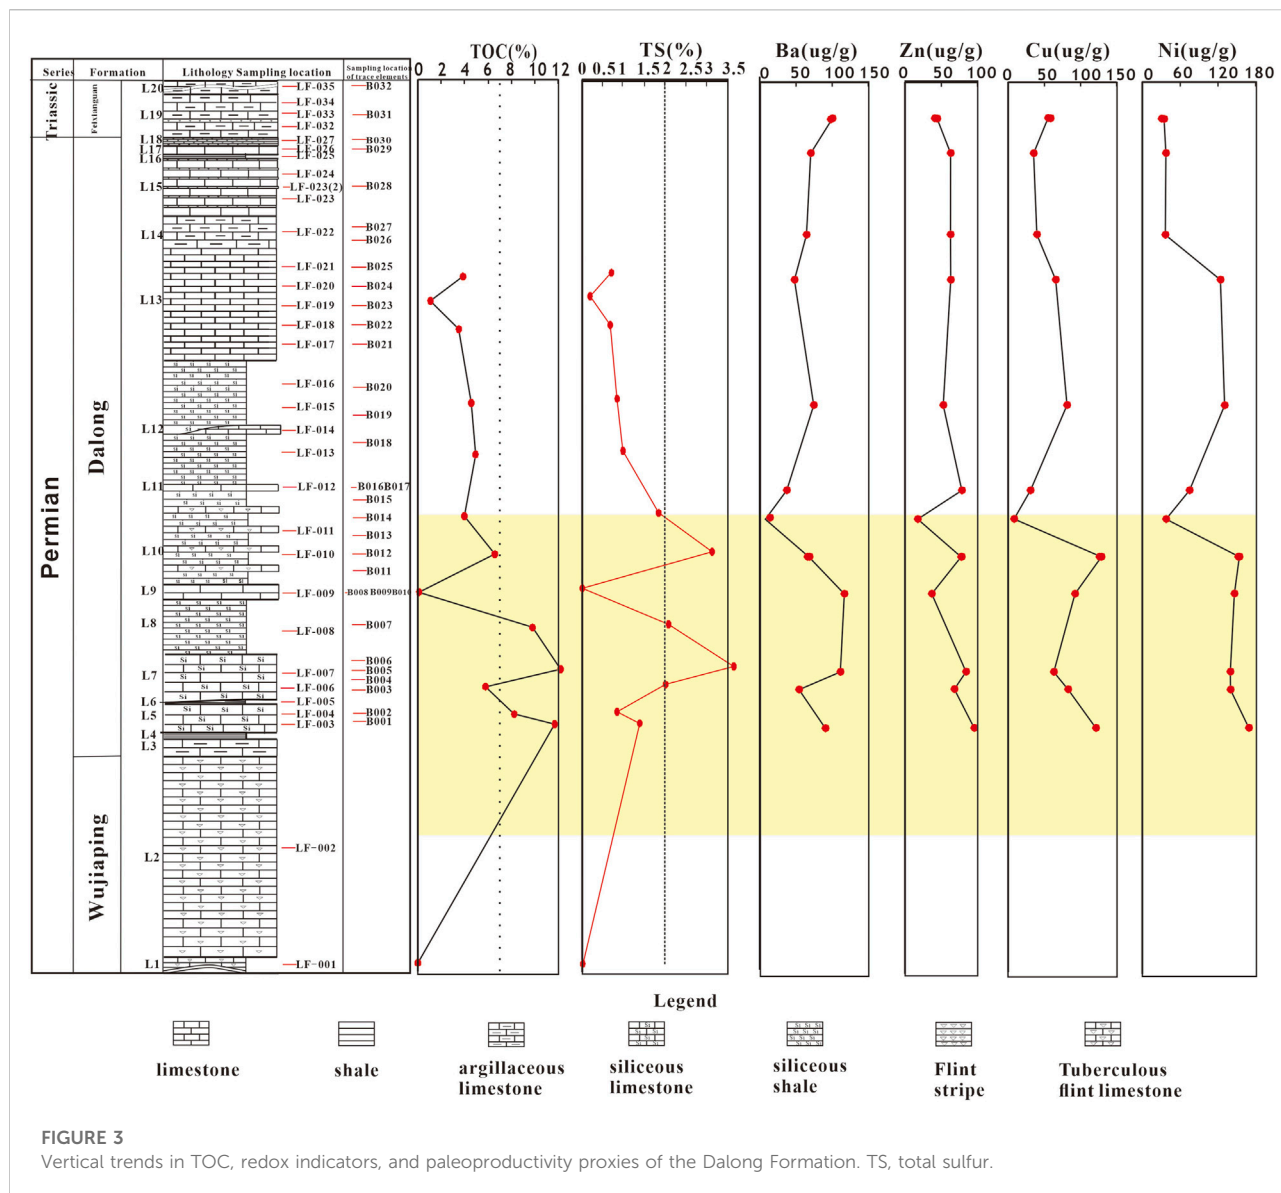 TOC(%) TS(%) Ba(ug/g) Zn(ug/g) Cu(ug/g) Ni(ug/g)
Series Formation Lithology Sampling location Sampling location of trace elements
0 2 4 6 8 10 12
0 0.5 1 1.5 2 2.5 3 3.5
0 50 100 150
0 50 100
0 50 100 150
0 60 120 180
Triassic
Permian
Feixianguan
Dalong
Wujiaping
L20
L19
L18
L17
L16
L15
L14
L13
L12
L11
L10
L9
L8
L7
L6
L5
L4
L3
L2
L1
LF-035
LF-034
LF-033
LF-032
LF-027
LF-026
LF-025
LF-024
LF-023(2)
LF-023
LF-022
LF-021
LF-020
LF-019
LF-018
LF-017
LF-016
LF-015
LF-014
LF-013
LF-012
LF-011
LF-010
LF-009
LF-008
LF-007
LF-006
LF-005
LF-004
LF-003
LF-002
LF-001
B032
B031
B030
B029
B028
B027
B026
B025
B024
B023
B022
B021
B020
B019
B018
B016B017
B015
B014
B013
B012
B011
B008 B009B010
B007
B006
B005
B004
B003
B002
B001
Legend
limestone
shale
argillaceous
limestone
siliceous
limestone
siliceous
shale
Flint
stripe
Tuberculous
flint limestone
FIGURE 3
Vertical trends in TOC, redox indicators, and paleoproductivity proxies of the Dalong Formation. TS, total sulfur.